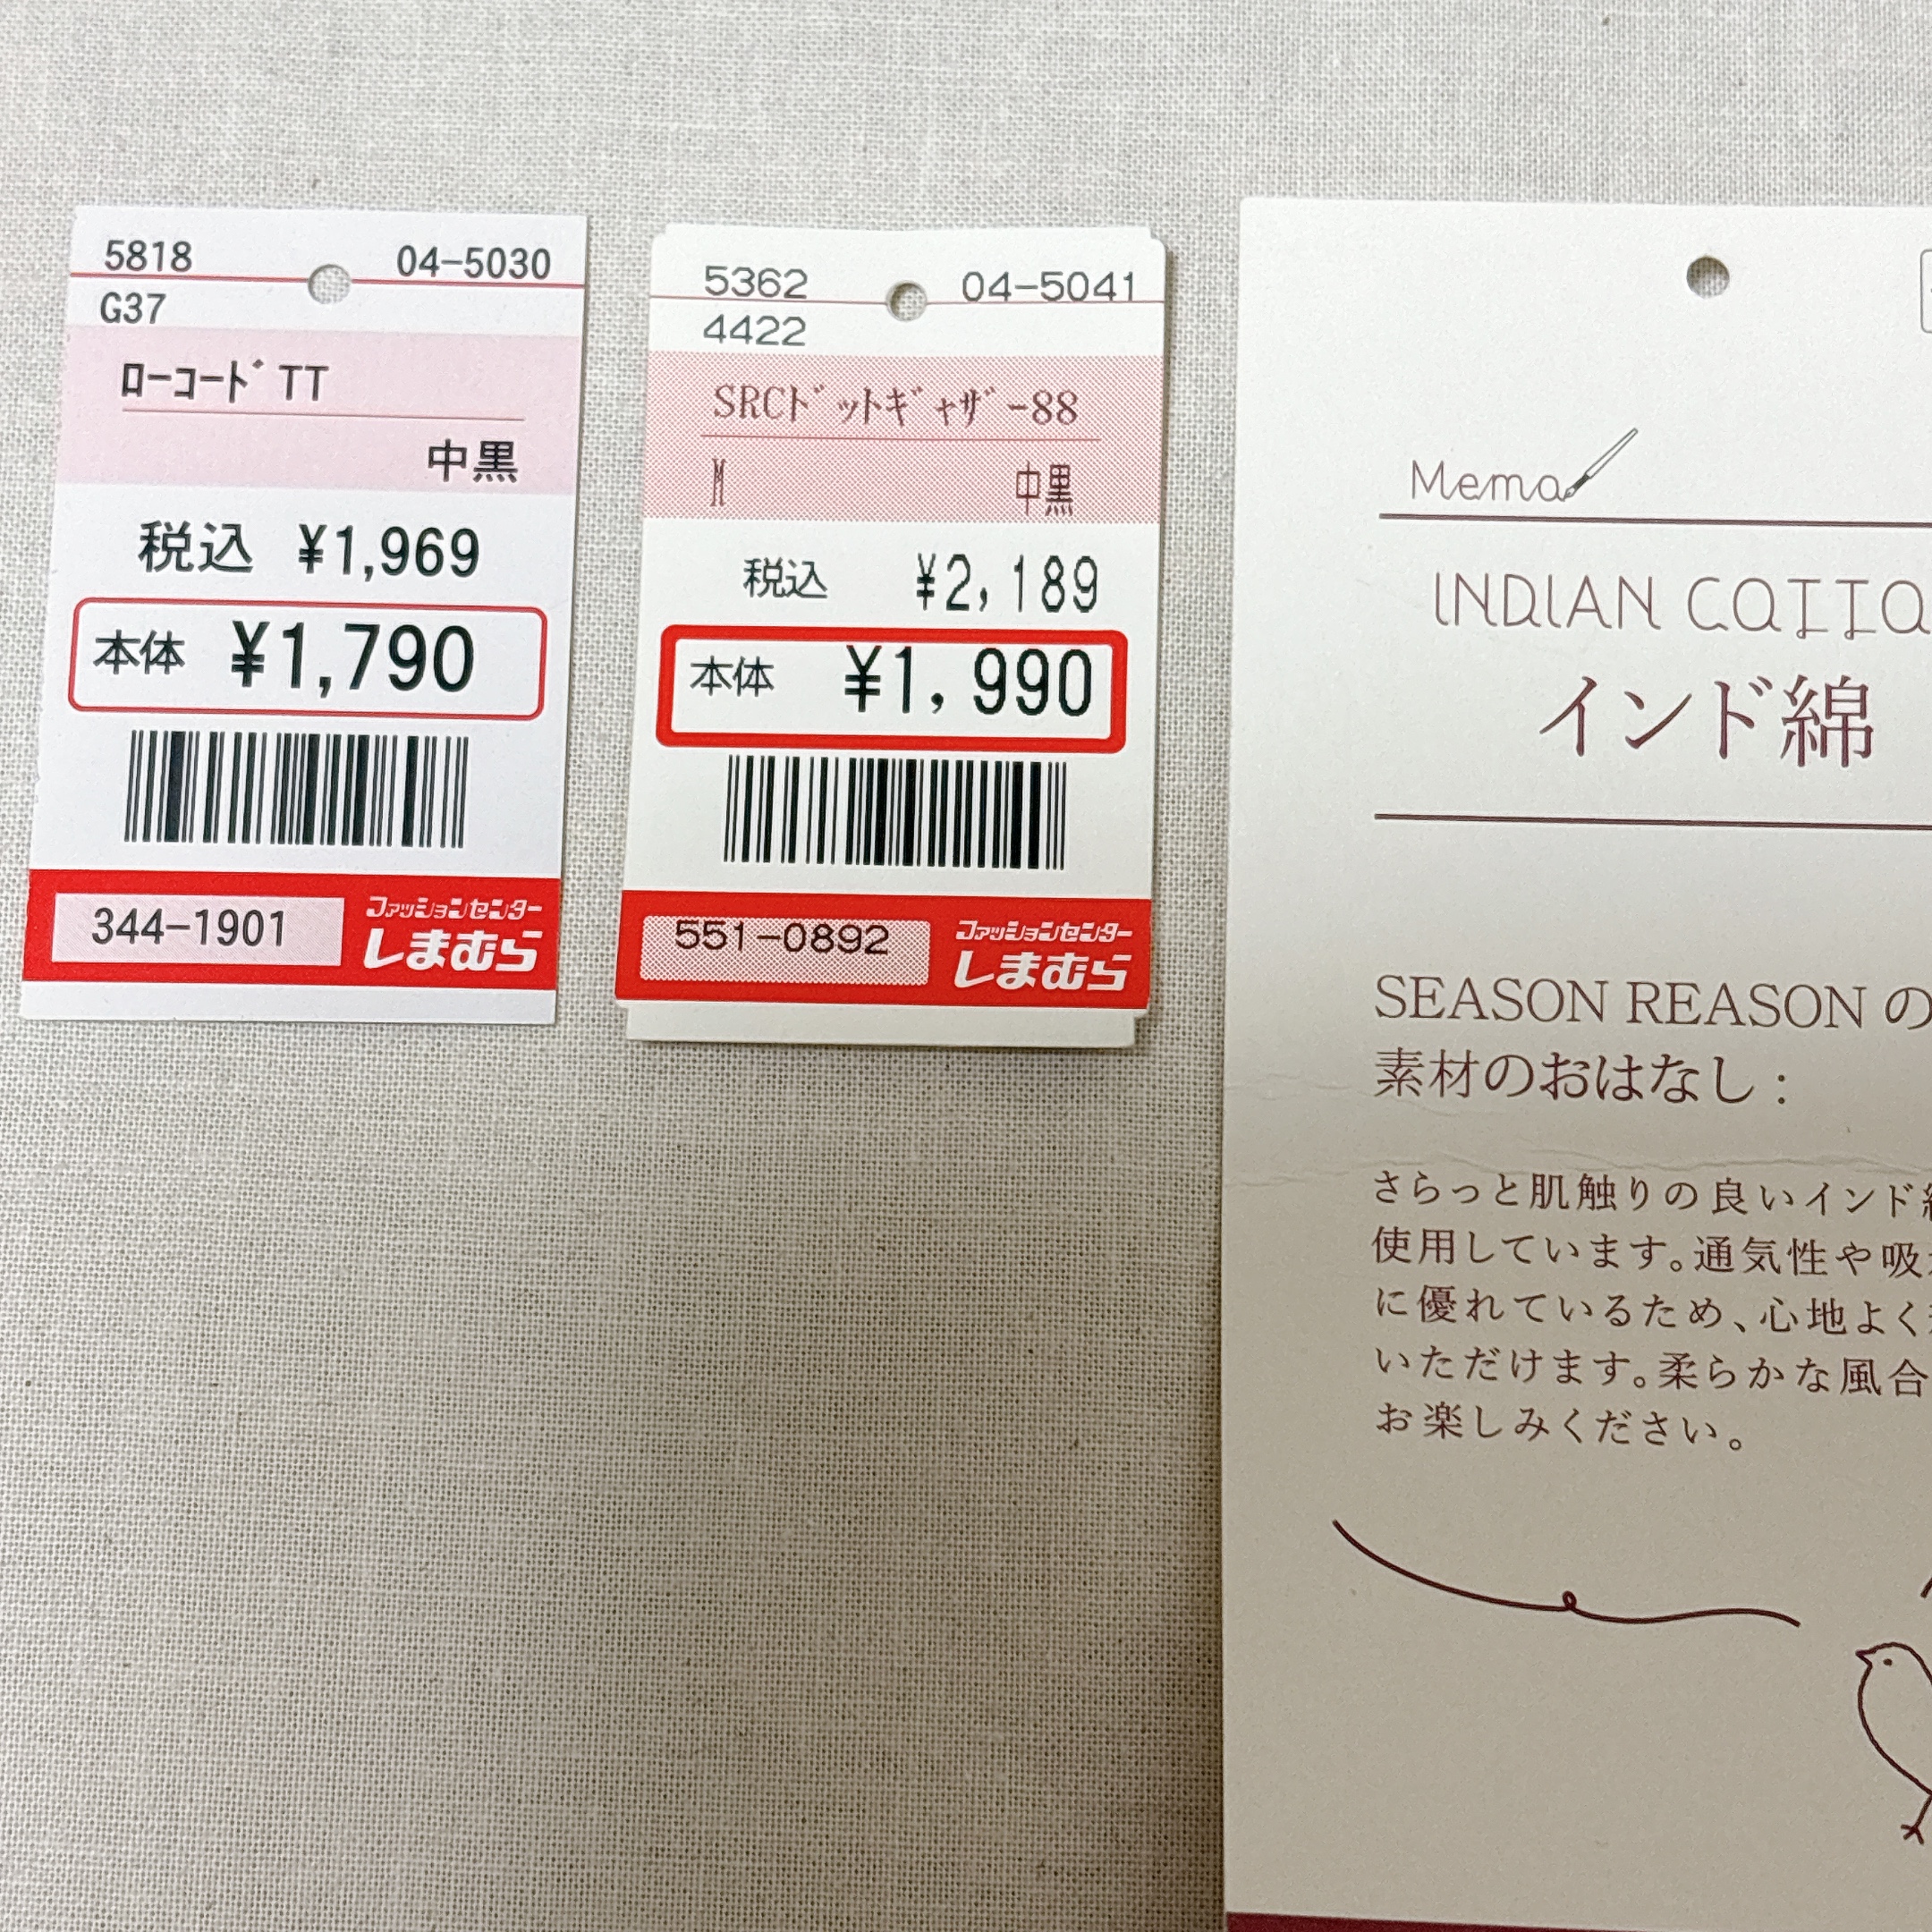 5818 04-5030
G37
ﾛｰｺｰﾄﾞTT
中黒
税込 ¥1,969
本体 ¥1,790
344-1901
ファッションセンター
しまむら
5362 04-5041
4422
SRCﾄﾞｯﾄｷﾞｬｻﾞｰ88
M 中黒
税込 ¥2,189
本体 ¥1,990
551-0892
ファッションセンター
しまむら
Memo
INDIAN COTTO
インド綿
SEASON REASON の
素材のおはなし：
さらっと肌触りの良いインド
使用しています。通気性や吸
に優れているため、心地よく
いただけます。柔らかな風合
お楽しみください。